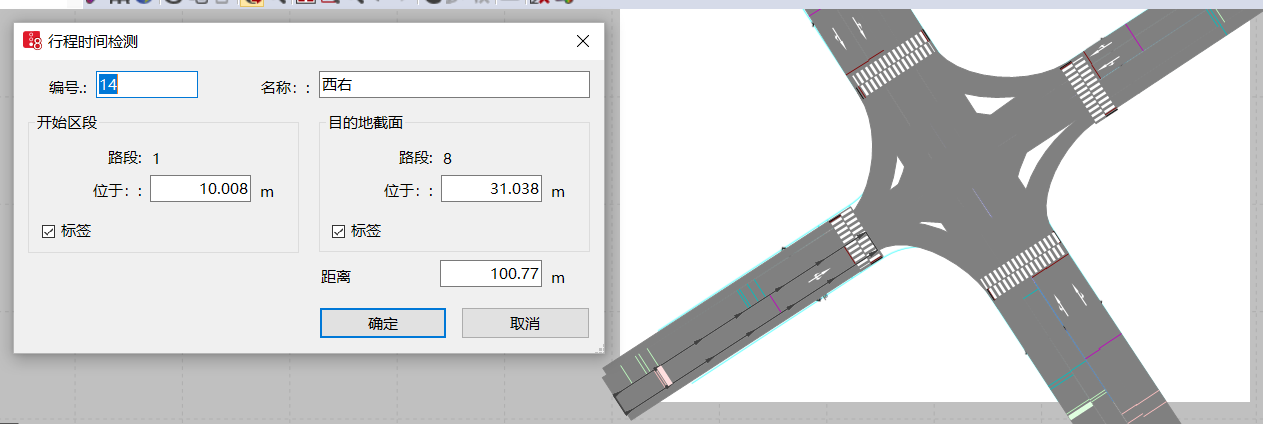 行程时间检测
编号.: 14 名称：: 西右
开始区段 目的地截面
路段: 1 路段: 8
位于：: 10.008 m 位于：: 31.038 m
标签 标签
距离 100.77 m
确定 取消